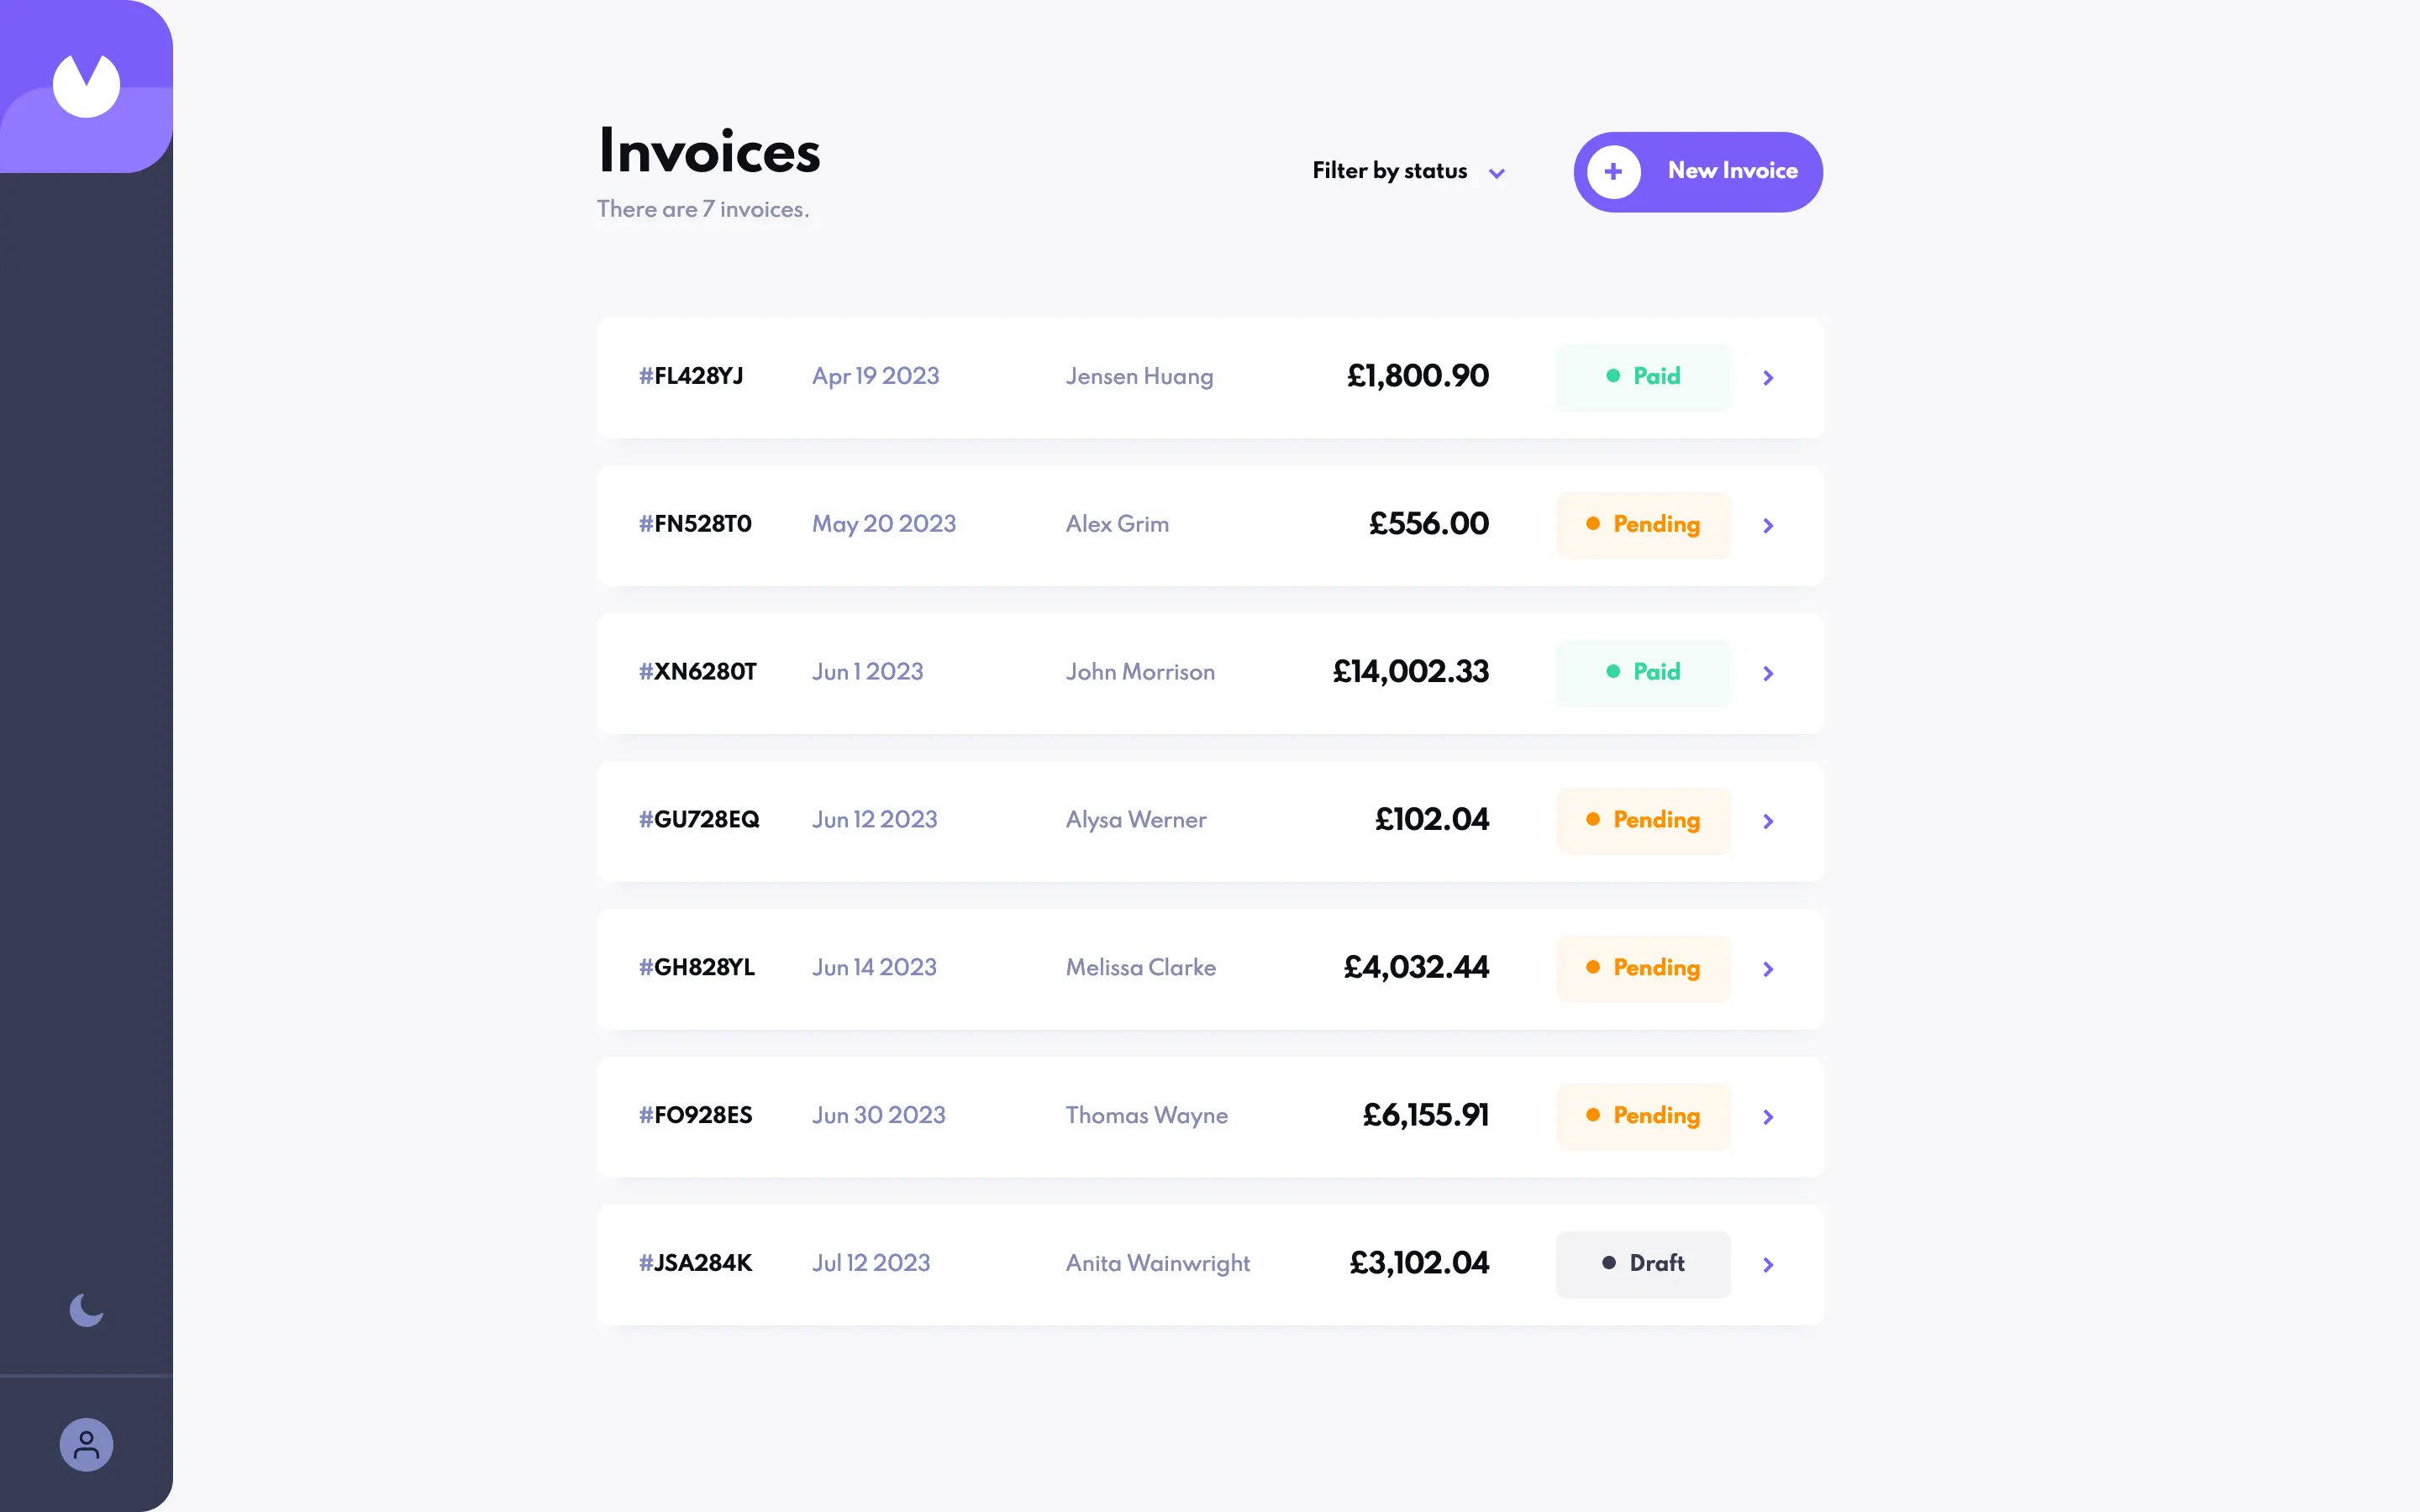 Invoices
There are 7 invoices.
Filter by status
New Invoice
#FL428YJ Apr 19 2023 Jensen Huang £1,800.90 Paid
#FN528T0 May 20 2023 Alex Grim £556.00 Pending
#XN6280T Jun 1 2023 John Morrison £14,002.33 Paid
#GU728EQ Jun 12 2023 Alysa Werner £102.04 Pending
#GH828YL Jun 14 2023 Melissa Clarke £4,032.44 Pending
#FO928ES Jun 30 2023 Thomas Wayne £6,155.91 Pending
#JSA284K Jul 12 2023 Anita Wainwright £3,102.04 Draft